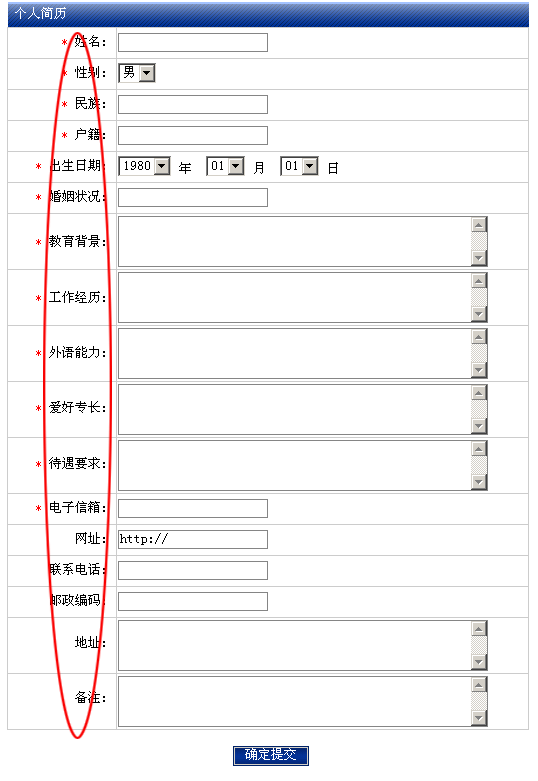 个人简历
* 姓名：
* 性别： 男
* 民族：
* 户籍：
* 出生日期： 1980 年 01 月 01 日
* 婚姻状况：
* 教育背景：
* 工作经历：
* 外语能力：
* 爱好专长：
* 待遇要求：
* 电子信箱：
网址： http://
联系电话：
邮政编码：
地址：
备注：
确定提交